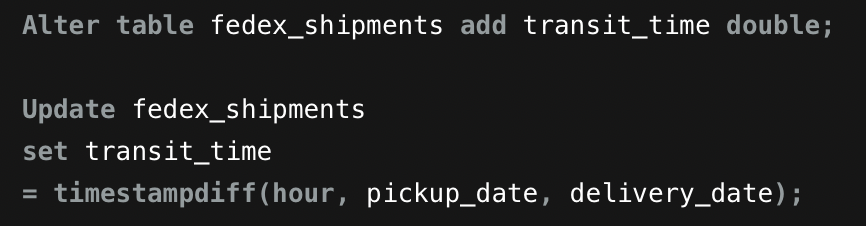 Alter table fedex_shipments add transit_time double;
Update fedex_shipments
set transit_time
= timestampdiff(hour, pickup_date, delivery_date);